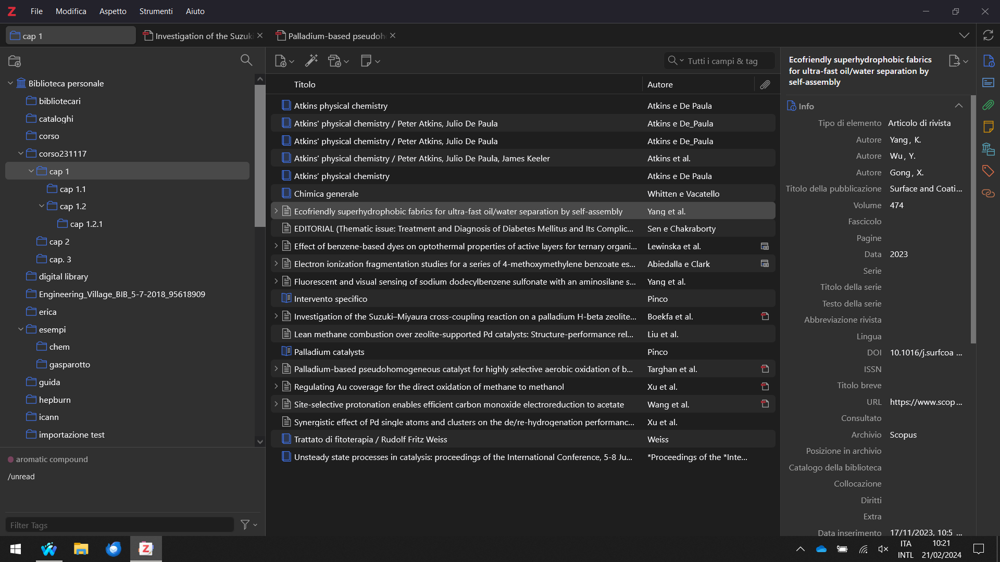 Z File Modifica Aspetto Strumenti Aiuto
cap 1
Investigation of the Suzuki
Palladium-based pseudoh
Biblioteca personale
bibliotecari
cataloghi
corso
corso231117
cap 1
cap 1.1
cap 1.2
cap 1.2.1
cap 2
cap. 3
digital library
Engineering_Village_BIB_5-7-2018_95618909
erica
esempi
chem
gasparotto
guida
hepburn
icann
importazione test
aromatic compound
/unread
Filter Tags
Tutti i campi & tag
Titolo Autore
Atkins physical chemistry Atkins e De Paula
Atkins' physical chemistry / Peter Atkins, Julio De Paula Atkins e De_Paula
Atkins' physical chemistry / Peter Atkins, Julio De Paula Atkins e De_Paula
Atkins' physical chemistry / Peter Atkins, Julio De Paula, James Keeler Atkins et al.
Atkins’ physical chemistry Atkins e De Paula
Chimica generale Whitten e Vacatello
Ecofriendly superhydrophobic fabrics for ultra-fast oil/water separation by self-assembly Yang et al.
EDITORIAL (Thematic issue: Treatment and Diagnosis of Diabetes Mellitus and Its Complic... Sen e Chakraborty
Effect of benzene-based dyes on optothermal properties of active layers for ternary organi... Lewinska et al.
Electron ionization fragmentation studies for a series of 4-methoxymethylene benzoate es... Abiedalla e Clark
Fluorescent and visual sensing of sodium dodecylbenzene sulfonate with an aminosilane s... Yang et al.
Intervento specifico Pinco
Investigation of the Suzuki–Miyaura cross-coupling reaction on a palladium H-beta zeolite... Boekfa et al.
Lean methane combustion over zeolite-supported Pd catalysts: Structure-performance rel... Liu et al.
Palladium catalysts Pinco
Palladium-based pseudohomogeneous catalyst for highly selective aerobic oxidation of b... Targhan et al.
Regulating Au coverage for the direct oxidation of methane to methanol Xu et al.
Site-selective protonation enables efficient carbon monoxide electroreduction to acetate Wang et al.
Synergistic effect of Pd single atoms and clusters on the de/re-hydrogenation performanc... Xu et al.
Trattato di fitoterapia / Rudolf Fritz Weiss Weiss
Unsteady state processes in catalysis: proceedings of the International Conference, 5-8 Ju... *Proceedings of the *Inte...
Ecofriendly superhydrophobic fabrics
for ultra-fast oil/water separation by
self-assembly
Info
Tipo di elemento Articolo di rivista
Autore Yang, K.
Autore Wu, Y.
Autore Gong, X.
Titolo della pubblicazione Surface and Coati...
Volume 474
Fascicolo
Pagine
Data 2023
Serie
Titolo della serie
Testo della serie
Abbreviazione rivista
Lingua
DOI 10.1016/j.surfcoa ...
ISSN
Titolo breve
URL https://www.scop ...
Consultato
Archivio Scopus
Posizione in archivio
Catalogo della biblioteca
Collocazione
Diritti
Extra
Data inserimento 17/11/2023, 10:5 ...
Z
ITA
INTL
10:21
21/02/2024